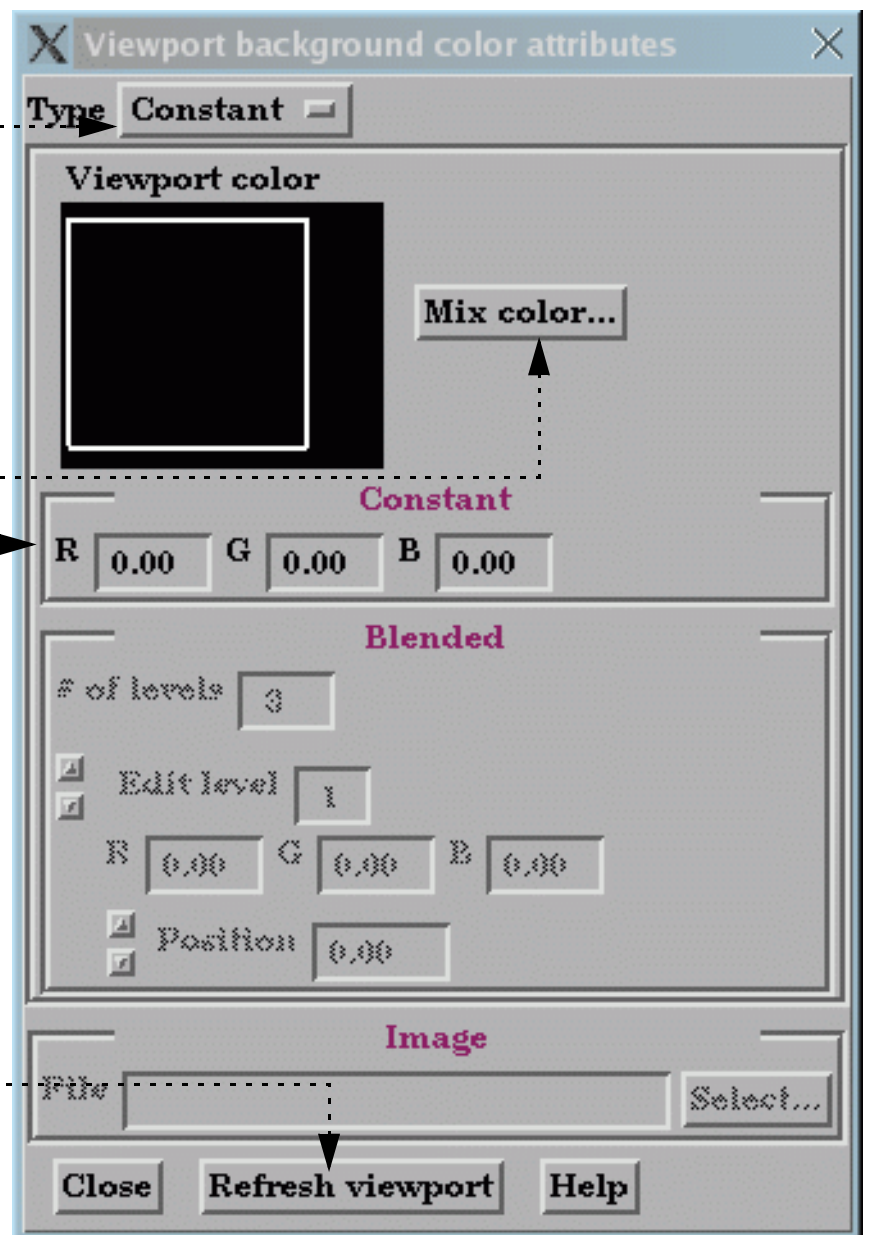 Viewport background color attributes
Type Constant
Viewport color
Mix color...
Constant
R 0.00 G 0.00 B 0.00
Blended
# of levels 3
Edit level 1
R 0.00 G 0.00 B 0.00
Position 0.00
Image
File Select...
Close Refresh viewport Help